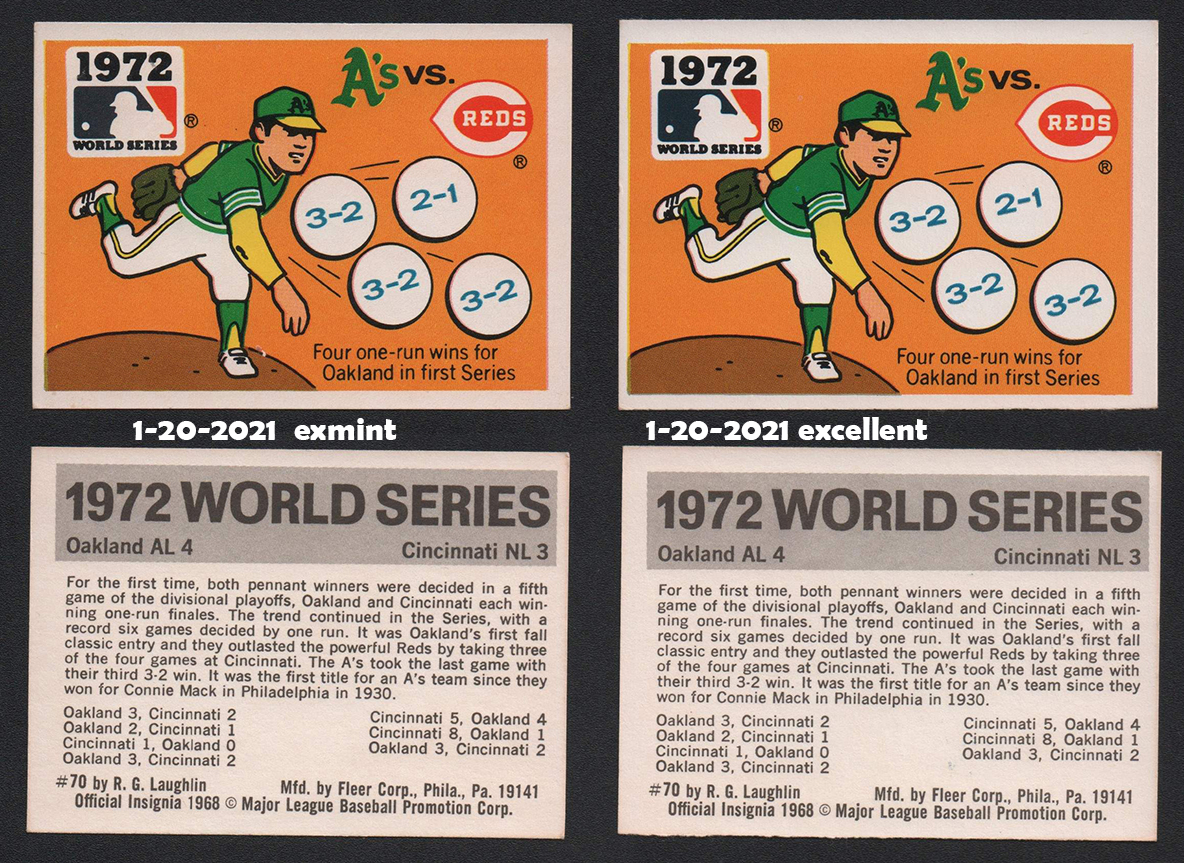 1972
WORLD SERIES
®
A's vs.
REDS
®
A's
3-2
2-1
3-2
3-2
Four one-run wins for
Oakland in first Series
1972
WORLD SERIES
®
A's vs.
REDS
®
A's
3-2
2-1
3-2
3-2
Four one-run wins for
Oakland in first Series
1-20-2021 exmint
1-20-2021 excellent
1972 WORLD SERIES
Oakland AL 4
Cincinnati NL 3
For the first time, both pennant winners were decided in a fifth
game of the divisional playoffs, Oakland and Cincinnati each win-
ning one-run finales. The trend continued in the Series, with a
record six games decided by one run. It was Oakland's first fall
classic entry and they outlasted the powerful Reds by taking three
of the four games at Cincinnati. The A's took the last game with
their third 3-2 win. It was the first title for an A's team since they
won for Connie Mack in Philadelphia in 1930.
Oakland 3, Cincinnati 2
Oakland 2, Cincinnati 1
Cincinnati 1, Oakland 0
Oakland 3, Cincinnati 2
Cincinnati 5, Oakland 4
Cincinnati 8, Oakland 1
Oakland 3, Cincinnati 2
#70 by R. G. Laughlin
Mfd. by Fleer Corp., Phila., Pa. 19141
Official Insignia 1968 © Major League Baseball Promotion Corp.
1972 WORLD SERIES
Oakland AL 4
Cincinnati NL 3
For the first time, both pennant winners were decided in a fifth
game of the divisional playoffs, Oakland and Cincinnati each win-
ning one-run finales. The trend continued in the Series, with a
record six games decided by one run. It was Oakland's first fall
classic entry and they outlasted the powerful Reds by taking three
of the four games at Cincinnati. The A's took the last game with
their third 3-2 win. It was the first title for an A's team since they
won for Connie Mack in Philadelphia in 1930.
Oakland 3, Cincinnati 2
Oakland 2, Cincinnati 1
Cincinnati 1, Oakland 0
Oakland 3, Cincinnati 2
Cincinnati 5, Oakland 4
Cincinnati 8, Oakland 1
Oakland 3, Cincinnati 2
#70 by R. G. Laughlin
Mfd. by Fleer Corp., Phila., Pa. 19141
Official Insignia 1968 © Major League Baseball Promotion Corp.